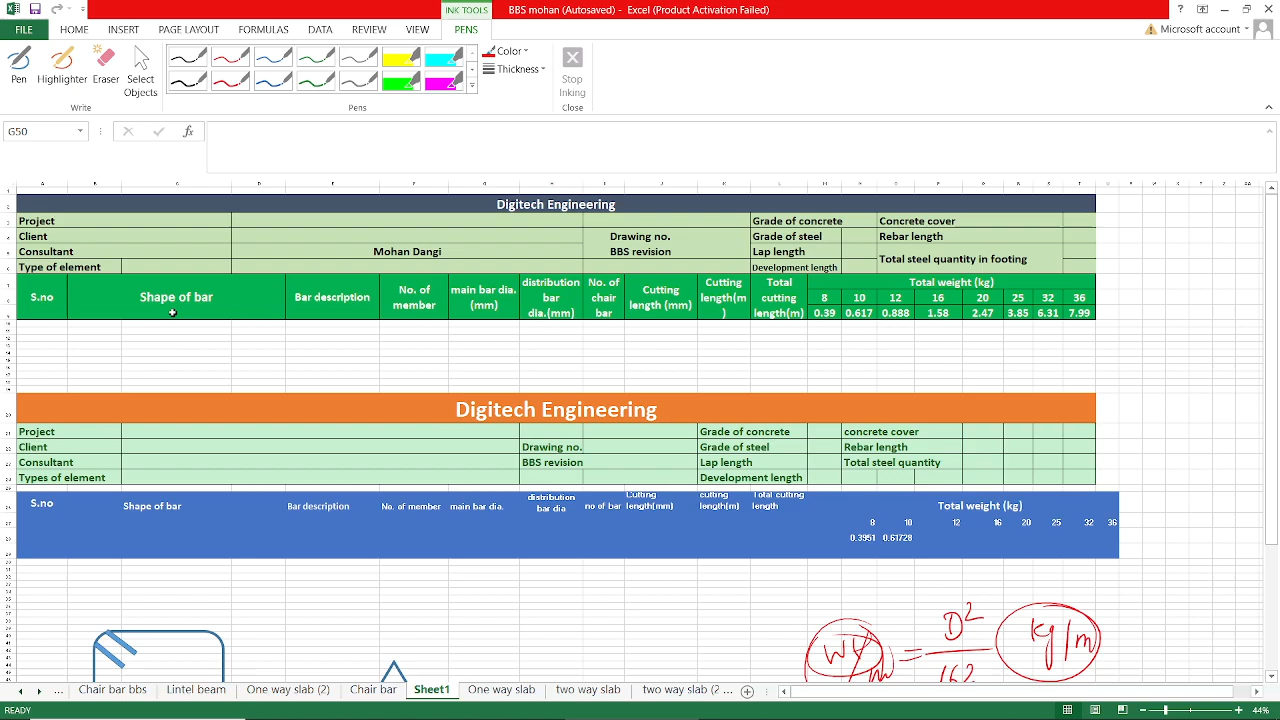 INK TOOLS
BBS mohan (Autosaved) - Excel (Product Activation Failed)
FILE HOME INSERT PAGE LAYOUT FORMULAS DATA REVIEW VIEW PENS
Microsoft account
Pen Highlighter Eraser Select Objects
Color
Thickness
Stop Inking
Write Pens Close
G50
fx
Digitech Engineering
Project Grade of concrete Concrete cover
Client Drawing no. Grade of steel Rebar length
Consultant Mohan Dangi BBS revision Lap length Total steel quantity in footing
Type of element Development length
S.no Shape of bar Bar description No. of member main bar dia. (mm) distribution bar dia.(mm) No. of chair bar Cutting length (mm) Cutting length(m) Total cutting length(m) Total weight (kg)
8 10 12 16 20 25 32 36
0.39 0.617 0.888 1.58 2.47 3.85 6.31 7.99
Digitech Engineering
Project Grade of concrete concrete cover
Client Drawing no. Grade of steel Rebar length
Consultant BBS revision Lap length Total steel quantity
Types of element Development length
S.no Shape of bar Bar description No. of member main bar dia. distribution bar dia no of bar Cutting length(mm) cutting length(m) Total cutting length Total weight (kg)
8 10 12 16 20 25 32 36
0.3951 0.61728
wt/m = D² / 162 kg/m
... Chair bar bbs Lintel beam One way slab (2) Chair bar Sheet1 One way slab two way slab two way slab (2 ...
READY
44%